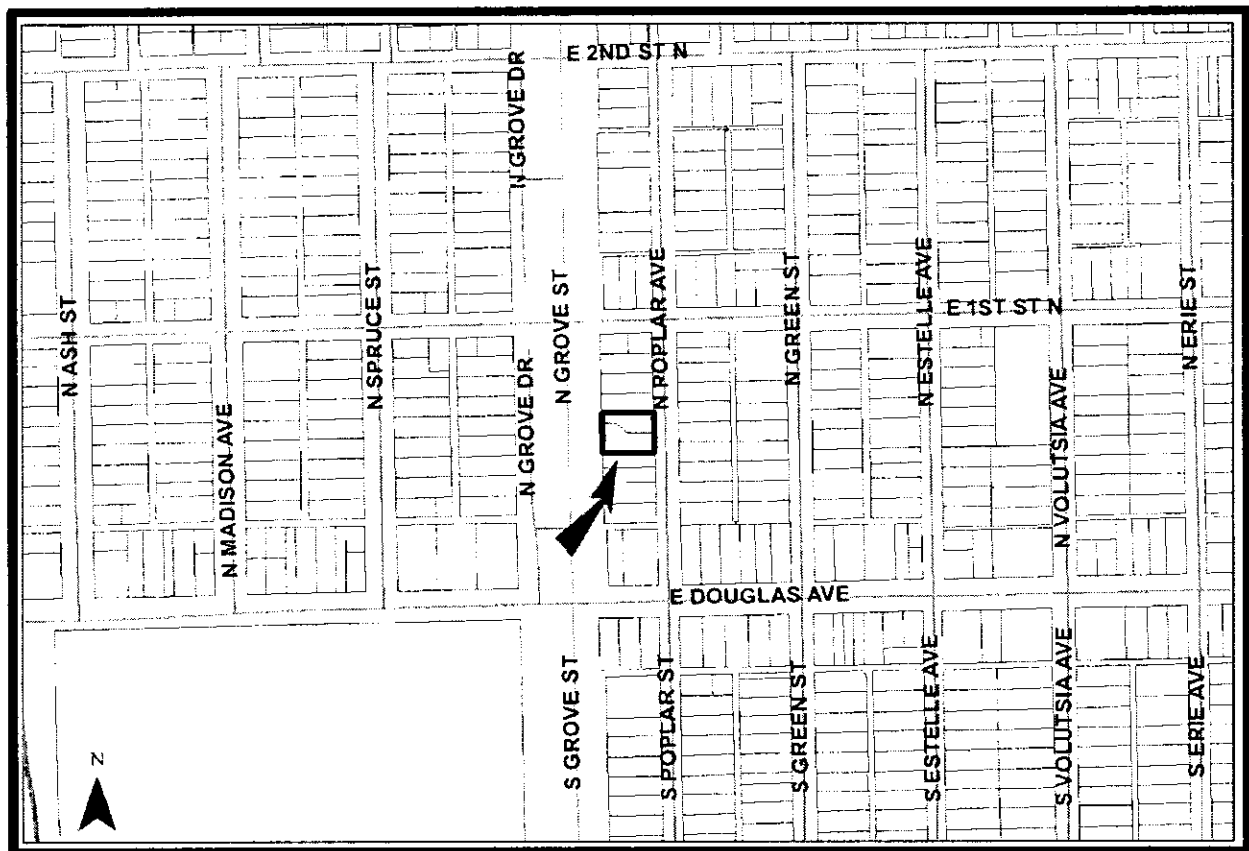 E 2ND ST N
N GROVE DR
N ASH ST
N SPRUCE ST
N GROVE ST
N POPLAR AVE
N GREEN ST
N ESTELLE AVE
E 1ST ST N
N ERIE ST
N MADISON AVE
N GROVE DR
N VOLUTSIA AVE
E DOUGLAS AVE
S GROVE ST
S POPLAR ST
S GREEN ST
S ESTELLE AVE
S VOLUTSIA AVE
S ERIE AVE
N